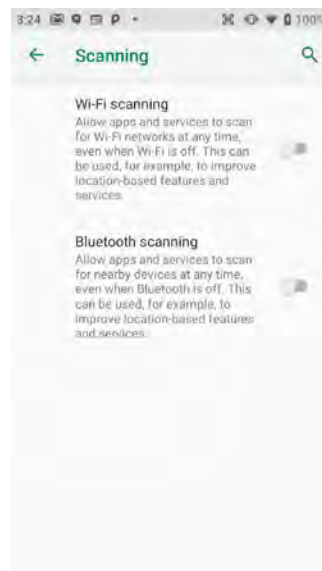 3:24 P 100%
Scanning
Wi-Fi scanning
Allow apps and services to scan
for Wi-Fi networks at any time,
even when Wi-Fi is off. This can
be used, for example, to improve
location-based features and
services.
Bluetooth scanning
Allow apps and services to scan
for nearby devices at any time,
even when Bluetooth is off. This
can be used, for example, to
improve location-based features
and services.